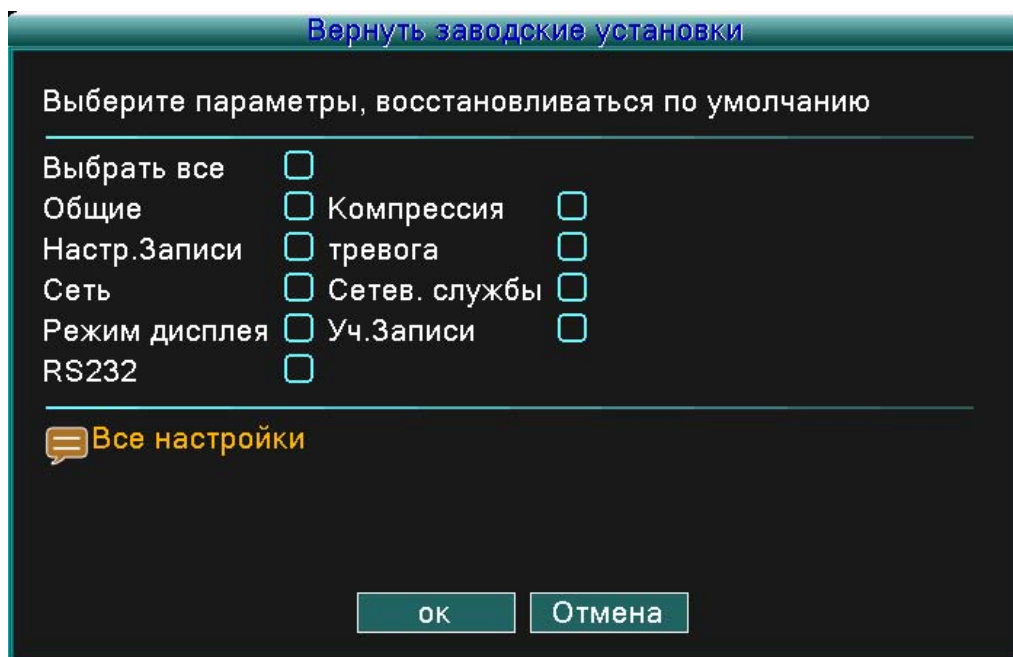 Вернуть заводские установки
Выберите параметры, восстановливаться по умолчанию
Выбрать все
Общие Компрессия
Настр.Записи тревога
Сеть Сетев. службы
Режим дисплея Уч.Записи
RS232
Все настройки
ок Отмена